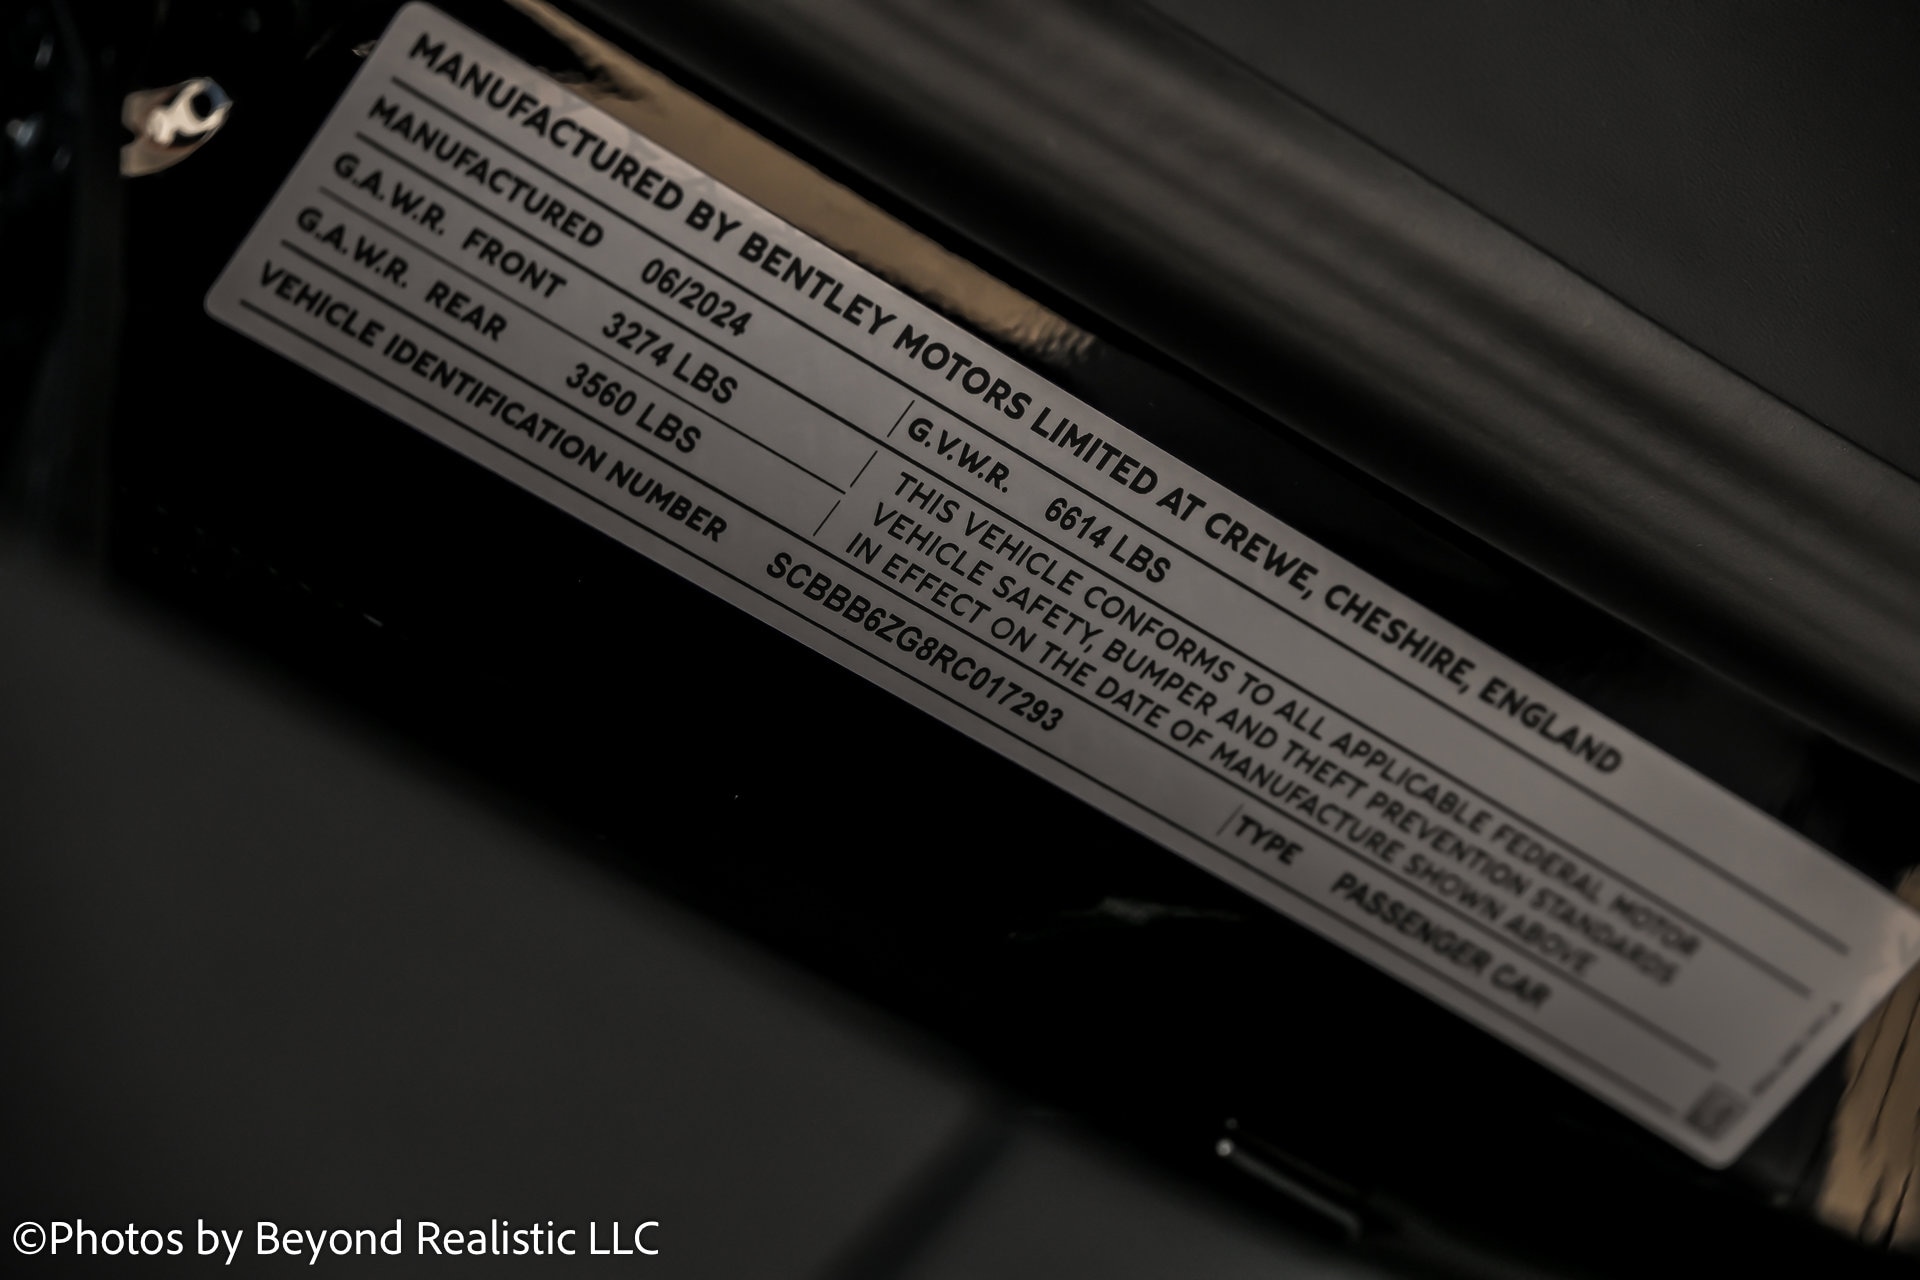 MANUFACTURED BY BENTLEY MOTORS LIMITED AT CREWE, CHESHIRE, ENGLAND
MANUFACTURED 06/2024 G.V.W.R. 6614 LBS
G.A.W.R. FRONT 3274 LBS
G.A.W.R. REAR 3560 LBS
THIS VEHICLE CONFORMS TO ALL APPLICABLE FEDERAL MOTOR
VEHICLE SAFETY, BUMPER AND THEFT PREVENTION STANDARDS
IN EFFECT ON THE DATE OF MANUFACTURE SHOWN ABOVE
VEHICLE IDENTIFICATION NUMBER SCBBB6ZG8RC017293 TYPE PASSENGER CAR
©Photos by Beyond Realistic LLC